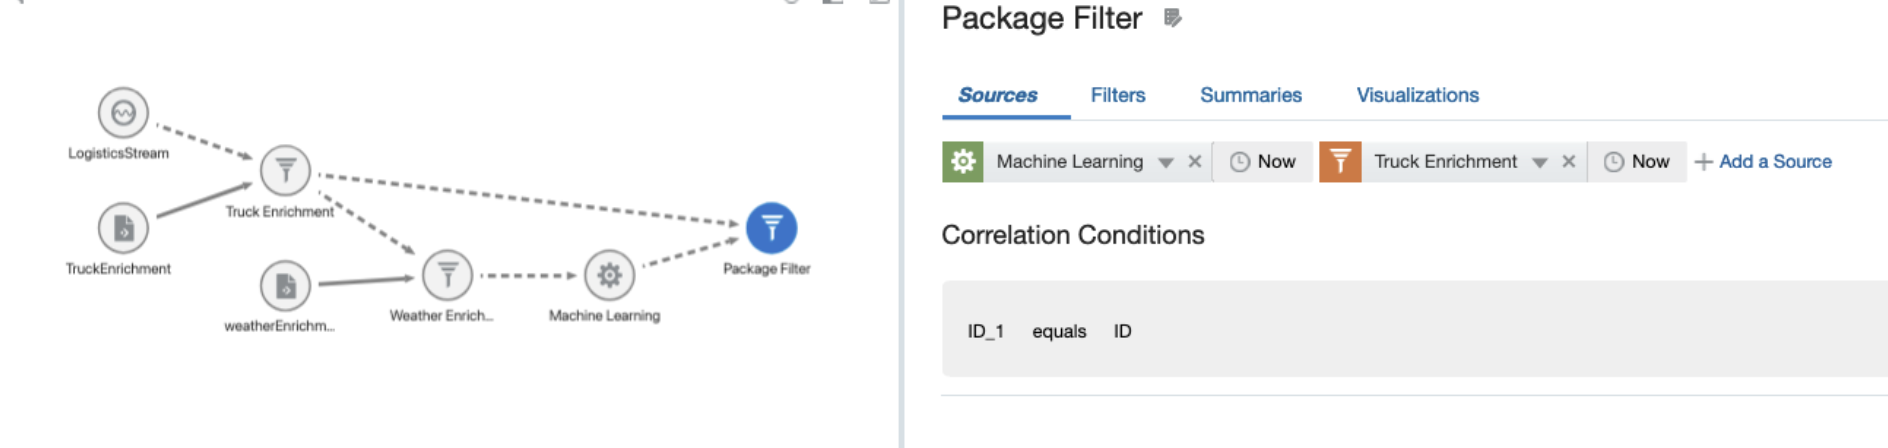 LogisticsStream
Truck Enrichment
TruckEnrichment
weatherEnrichm...
Weather Enrich...
Machine Learning
Package Filter
Package Filter
Sources Filters Summaries Visualizations
Machine Learning Now Truck Enrichment Now Add a Source
Correlation Conditions
ID_1 equals ID